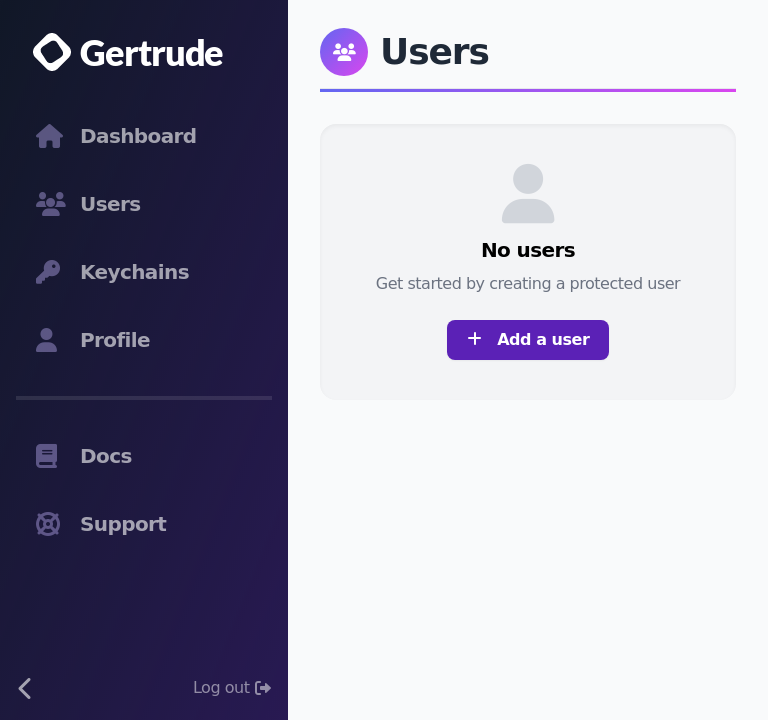 Gertrude
Dashboard
Users
Keychains
Profile
Docs
Support
Log out
Users
No users
Get started by creating a protected user
Add a user